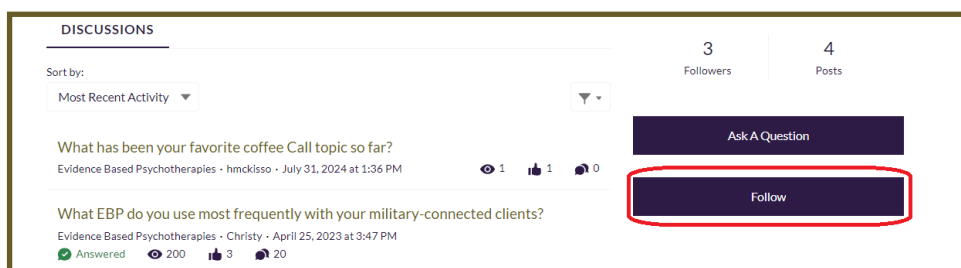 DISCUSSIONS
Sort by:
Most Recent Activity
What has been your favorite coffee Call topic so far?
Evidence Based Psychotherapies · hmckisso · July 31, 2024 at 1:36 PM
1 1 0
What EBP do you use most frequently with your military-connected clients?
Evidence Based Psychotherapies · Christy · April 25, 2023 at 3:47 PM
Answered 200 3 20
3 4
Followers Posts
Ask A Question
Follow